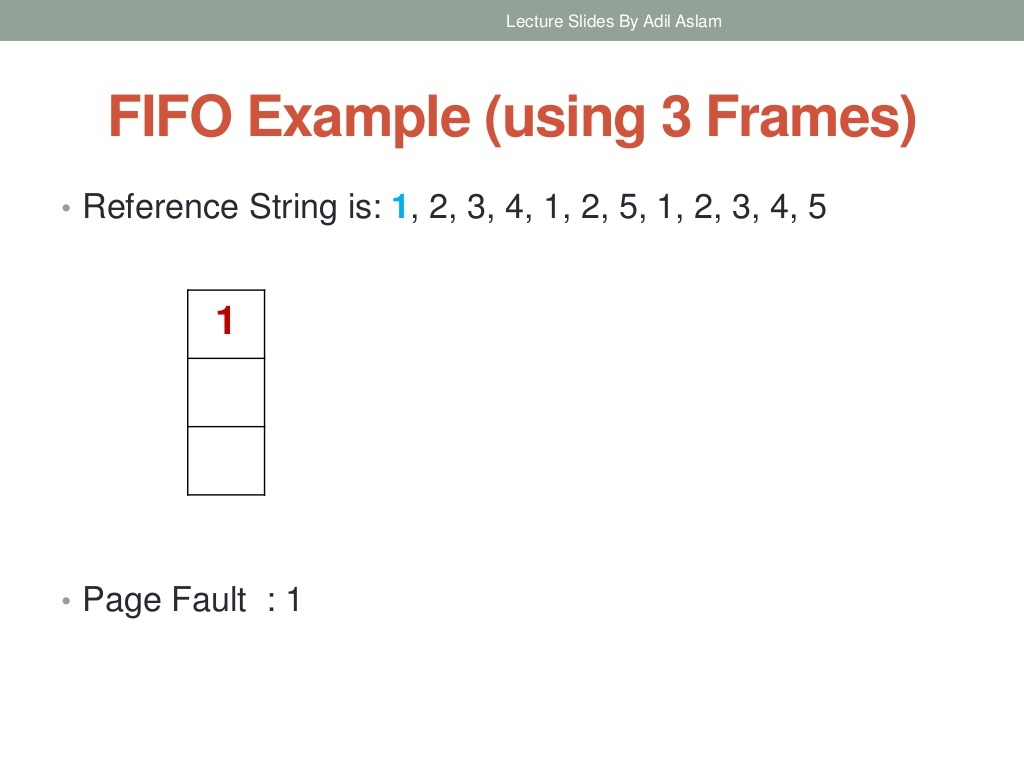 Lecture Slides By Adil Aslam
FIFO Example (using 3 Frames)
• Reference String is: 1, 2, 3, 4, 1, 2, 5, 1, 2, 3, 4, 5
1
• Page Fault : 1